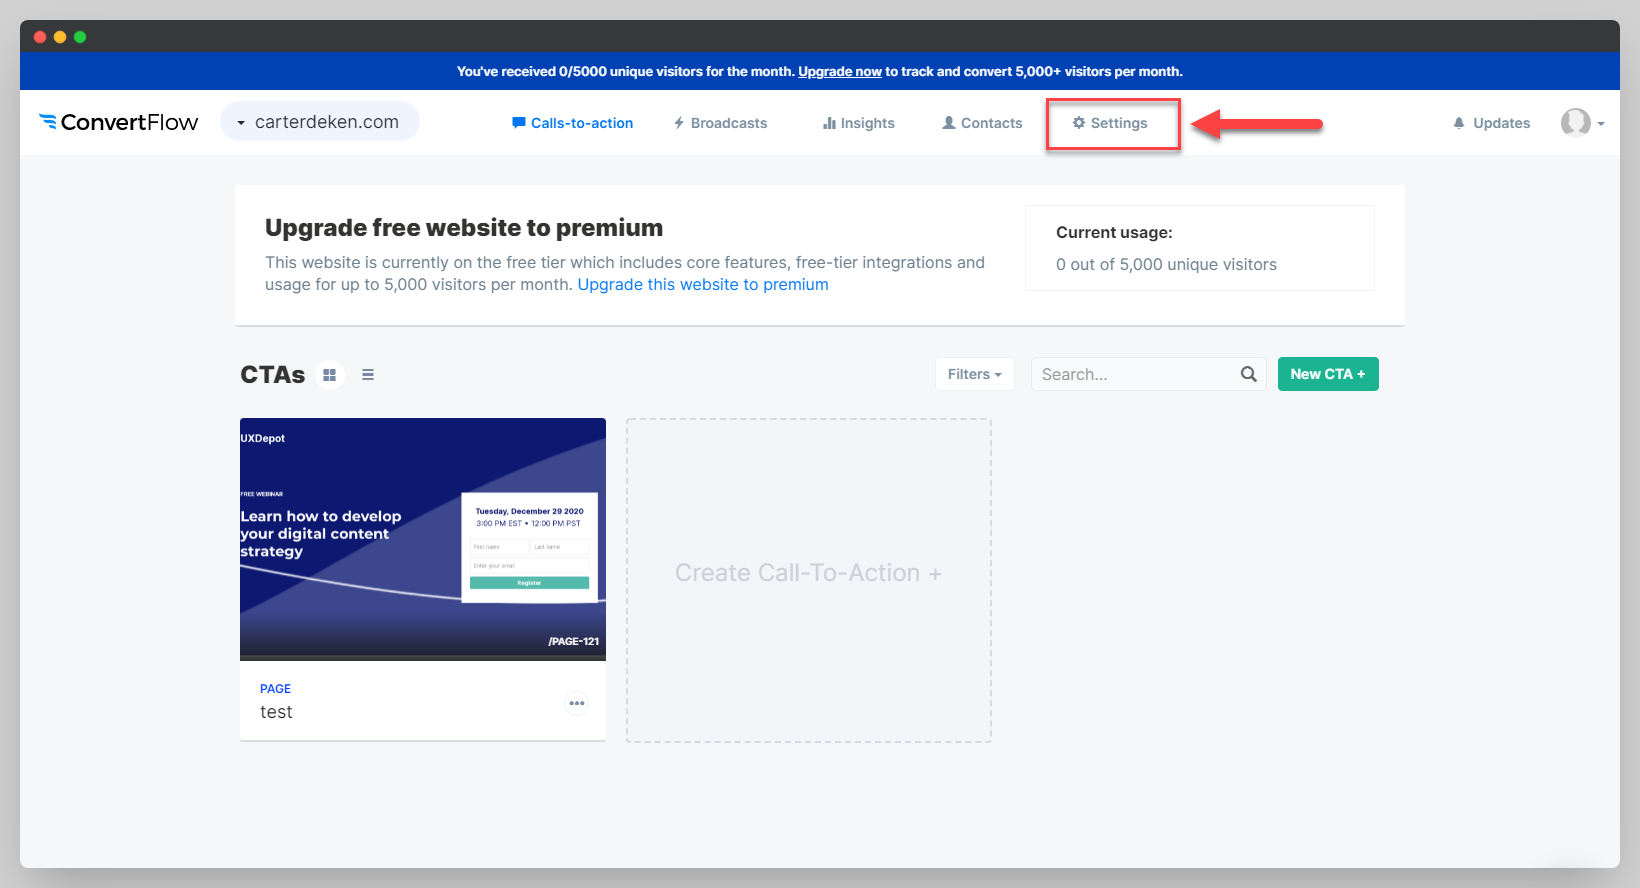 You've received 0/5000 unique visitors for the month. Upgrade now to track and convert 5,000+ visitors per month.
ConvertFlow
carterdeken.com
Calls-to-action
Broadcasts
Insights
Contacts
Settings
Updates
Upgrade free website to premium
This website is currently on the free tier which includes core features, free-tier integrations and
usage for up to 5,000 visitors per month. Upgrade this website to premium
Current usage:
0 out of 5,000 unique visitors
CTAs
Filters
Search...
New CTA +
UXDepot
FREE WEBINAR
Learn how to develop
your digital content
strategy
Tuesday, December 29 2020
3:00 PM EST • 12:00 PM PST
First name
Last name
Enter your email
Register
/PAGE-121
PAGE
test
Create Call-To-Action +